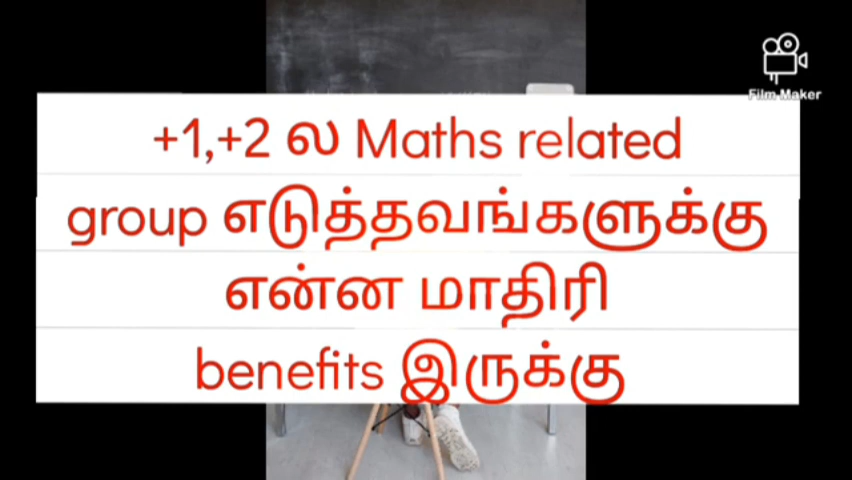 Film Maker
+1,+2 ல Maths related
group எடுத்தவங்களுக்கு
என்ன மாதிரி
benefits இருக்கு